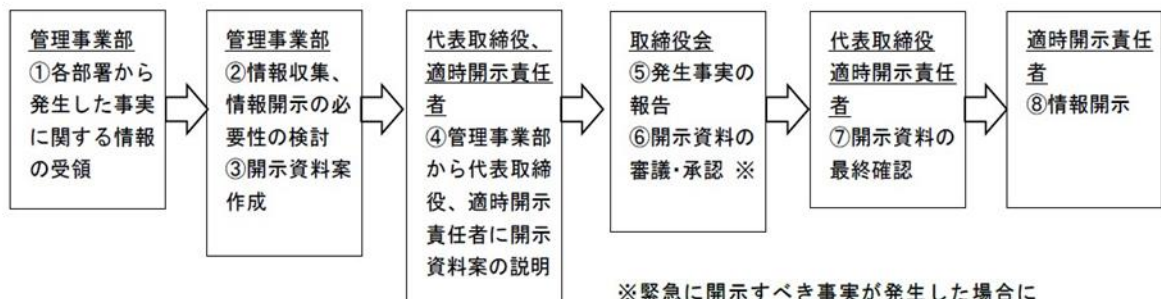 管理事業部
①各部署から
発生した事実
に関する情報
の受領
管理事業部
②情報収集、
情報開示の必
要性の検討
③開示資料案
作成
代表取締役、
適時開示責任
者
④管理事業部
から代表取締
役、適時開示
責任者に開示
資料案の説明
取締役会
⑤発生事実の
報告
⑥開示資料の
審議・承認 ※
代表取締役
適時開示責任
者
⑦開示資料の
最終確認
適時開示責任
者
⑧情報開示
※緊急に開示すべき事実が発生した場合に